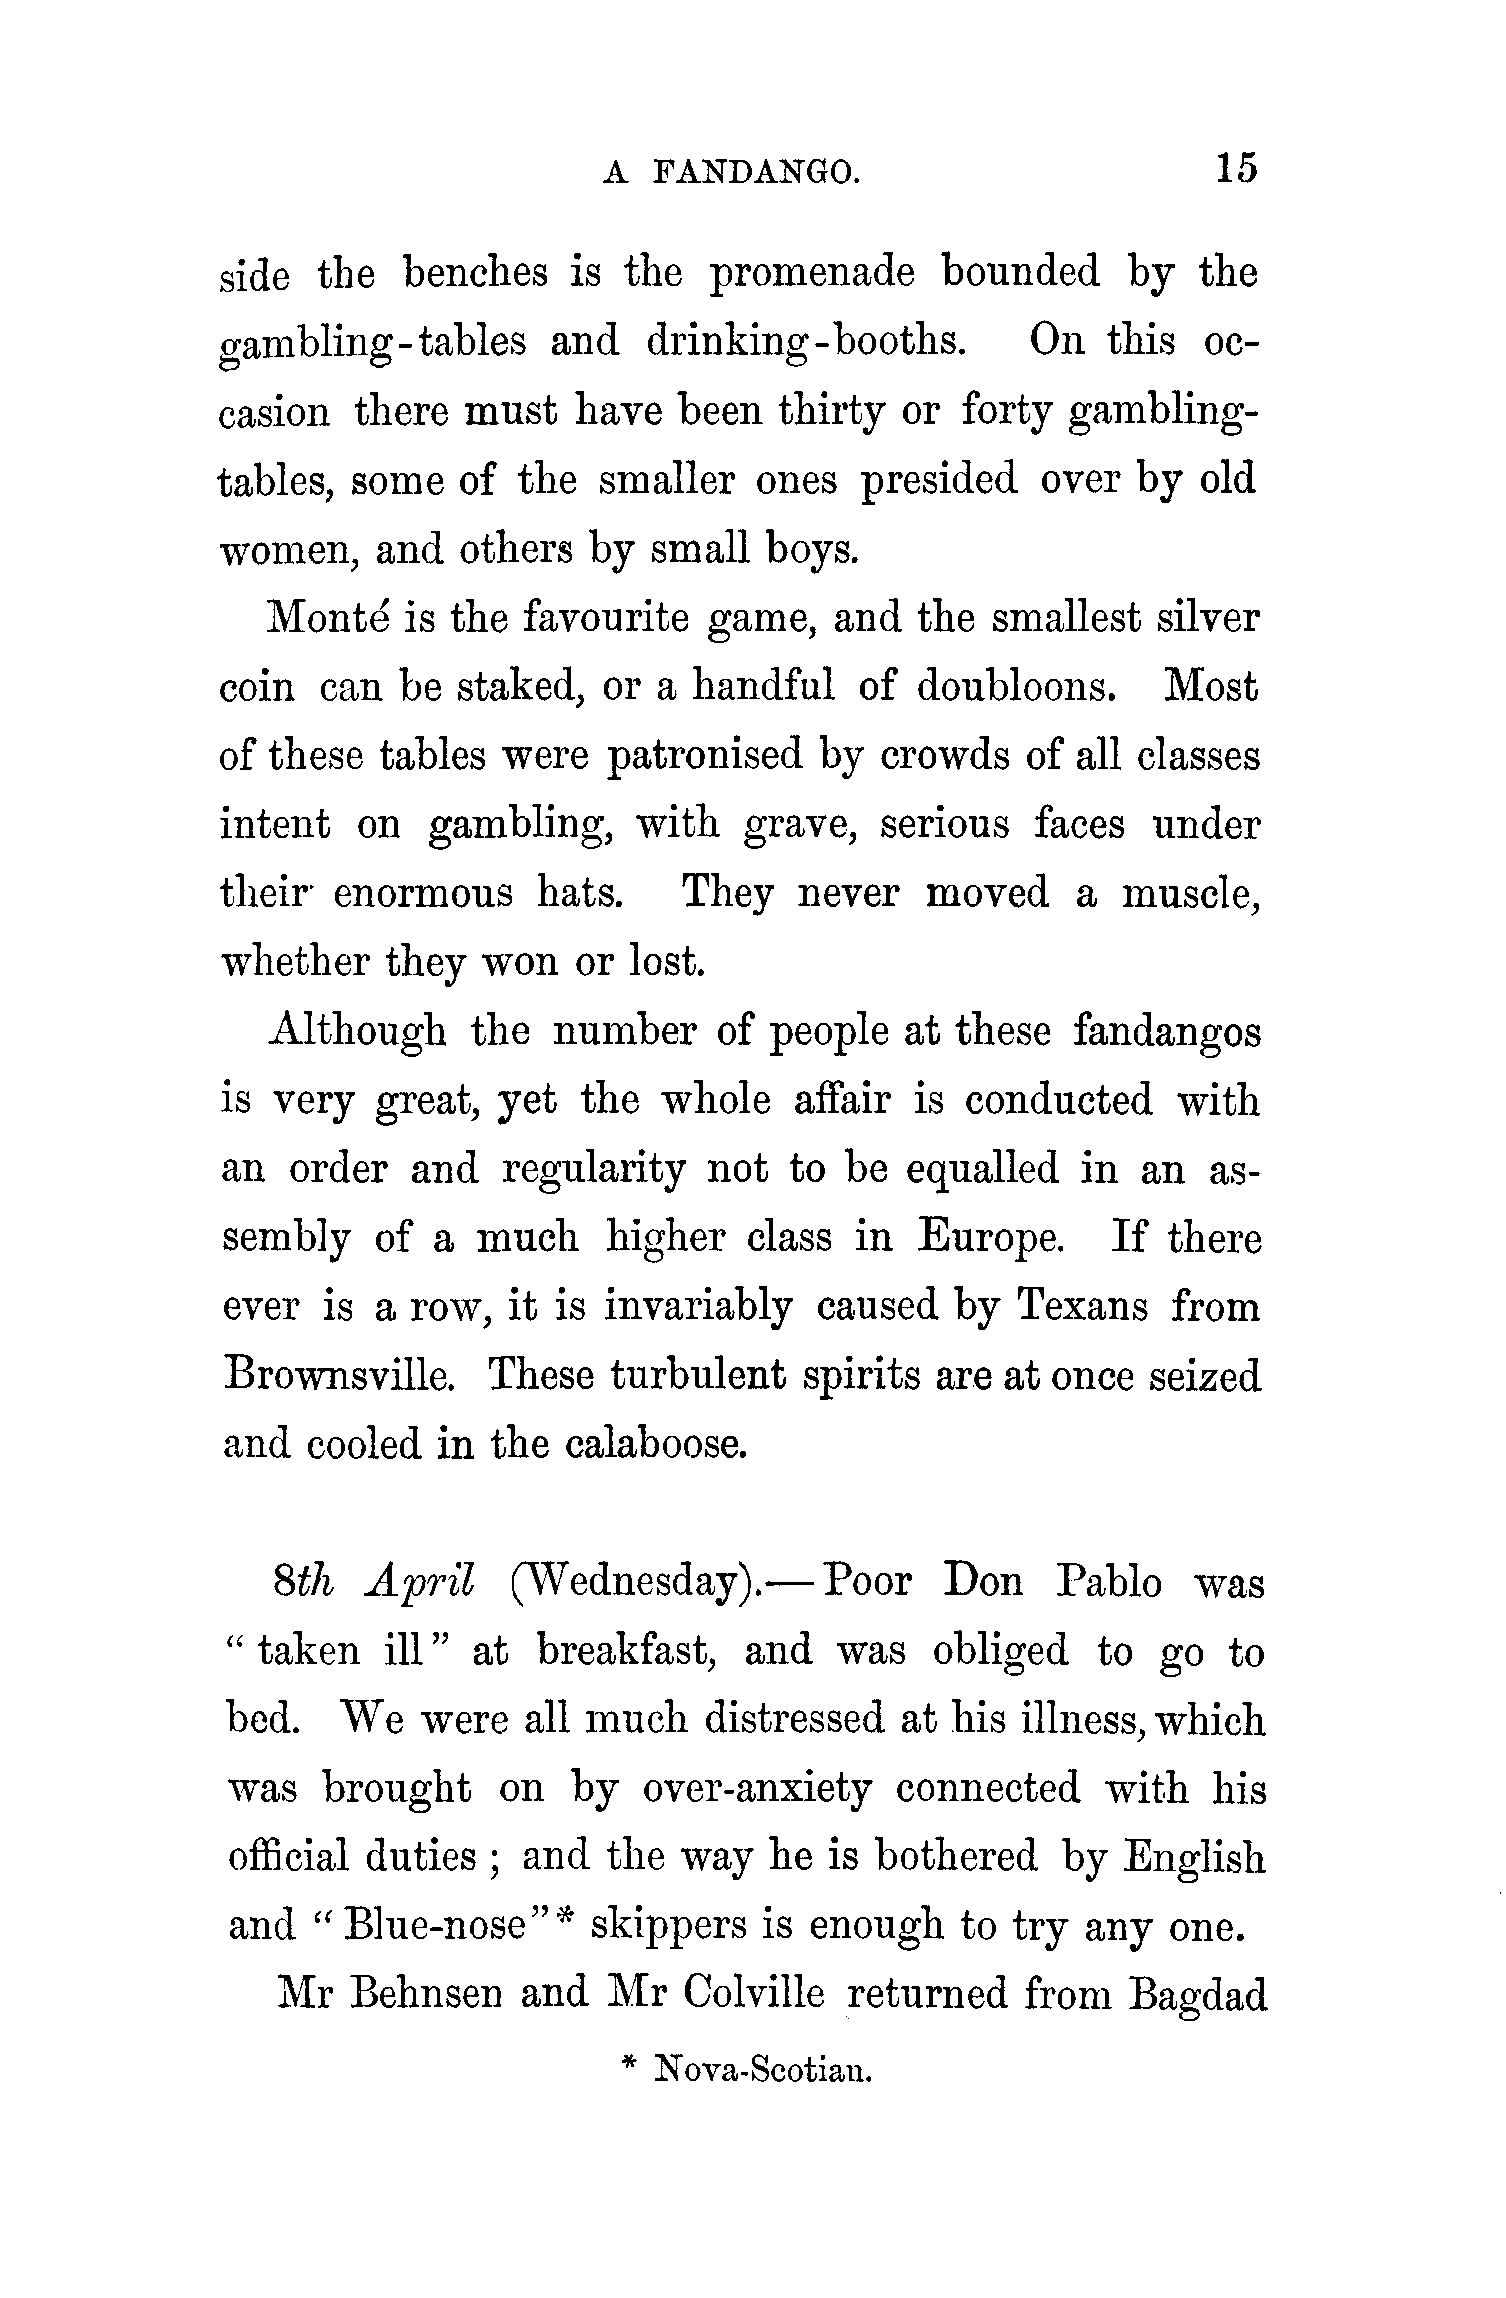 A FANDANGO. 15
side the benches is the promenade bounded by the
gambling-tables and drinking-booths. On this oc-
casion there must have been thirty or forty gambling-
tables, some of the smaller ones presided over by old
women, and others by small boys.
Monté is the favourite game, and the smallest silver
coin can be staked, or a handful of doubloons. Most
of these tables were patronised by crowds of all classes
intent on gambling, with grave, serious faces under
their enormous hats. They never moved a muscle,
whether they won or lost.
Although the number of people at these fandangos
is very great, yet the whole affair is conducted with
an order and regularity not to be equalled in an as-
sembly of a much higher class in Europe. If there
ever is a row, it is invariably caused by Texans from
Brownsville. These turbulent spirits are at once seized
and cooled in the calaboose.
8th April (Wednesday).—Poor Don Pablo was
“ taken ill ” at breakfast, and was obliged to go to
bed. We were all much distressed at his illness, which
was brought on by over-anxiety connected with his
official duties ; and the way he is bothered by English
and “ Blue-nose ”* skippers is enough to try any one.
Mr Behnsen and Mr Colville returned from Bagdad
* Nova-Scotian.